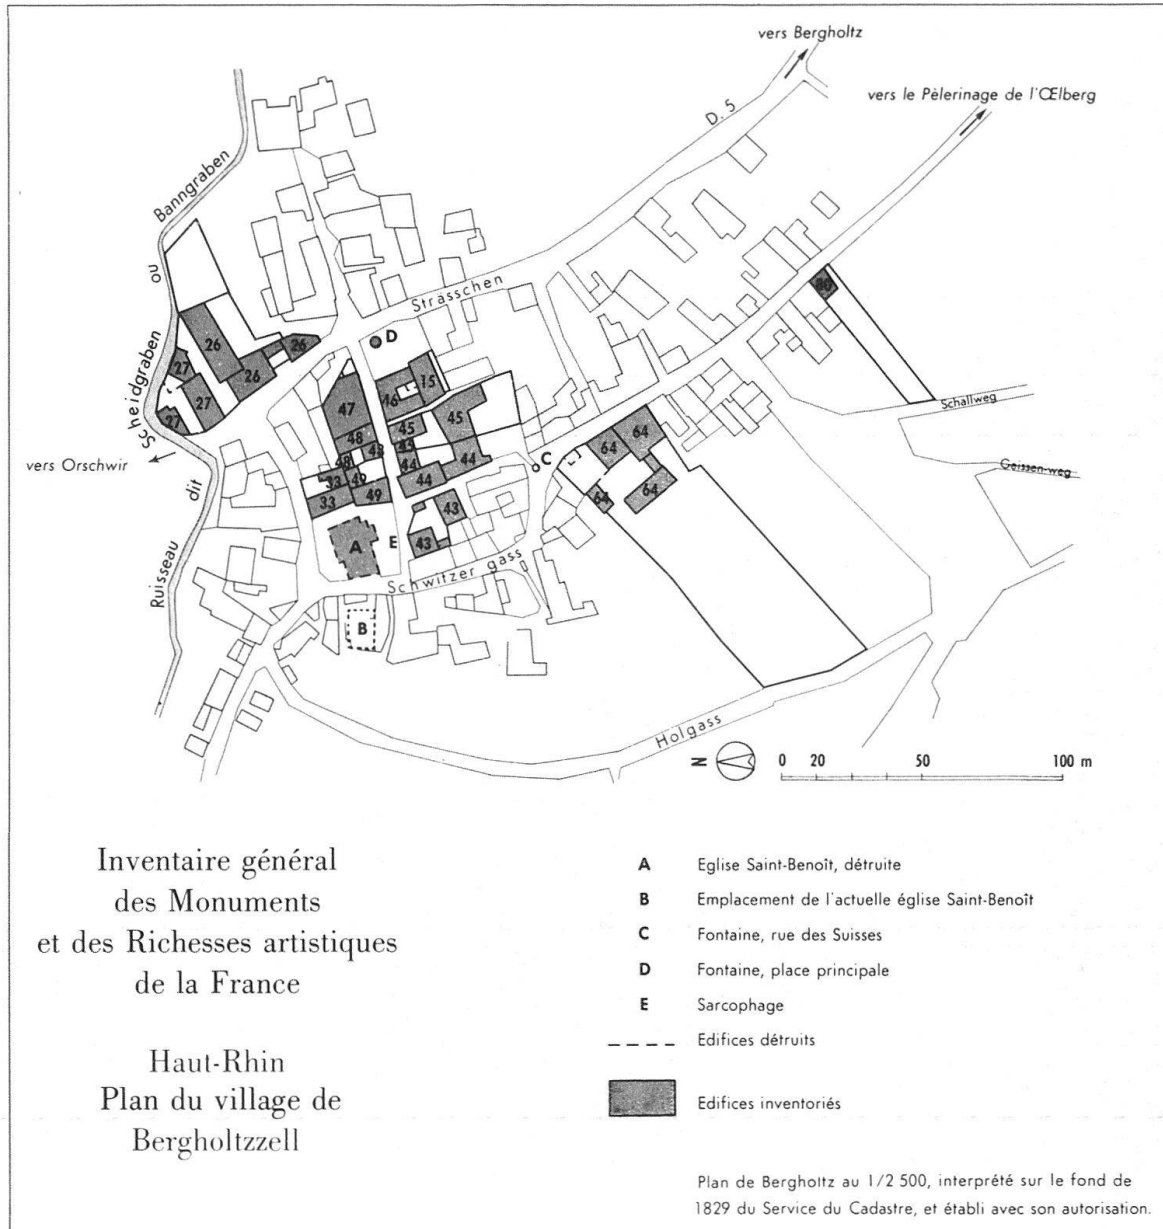 vers Bergholtz
vers le Pèlerinage de l'Œlberg
D. 5
Banngraben
ou
Strässchen
Scheidgraben
dit
Ruisseau
vers Orschwir
26
26
26
27
27
27
D
80
47
46
15
45
45
45
48
48
48
44
44
44
33
33
49
49
43
43
64
64
64
64
C
A
E
B
Schallweg
Geissen-weg
Schwitzer gass
Holgass
N
0 20 50 100 m
Inventaire général
des Monuments
et des Richesses artistiques
de la France
Haut-Rhin
Plan du village de
Bergholtzzell
A Eglise Saint-Benoît, détruite
B Emplacement de l'actuelle église Saint-Benoît
C Fontaine, rue des Suisses
D Fontaine, place principale
E Sarcophage
Edifices détruits
Edifices inventoriés
Plan de Bergholtz au 1/2 500, interprété sur le fond de
1829 du Service du Cadastre, et établi avec son autorisation.